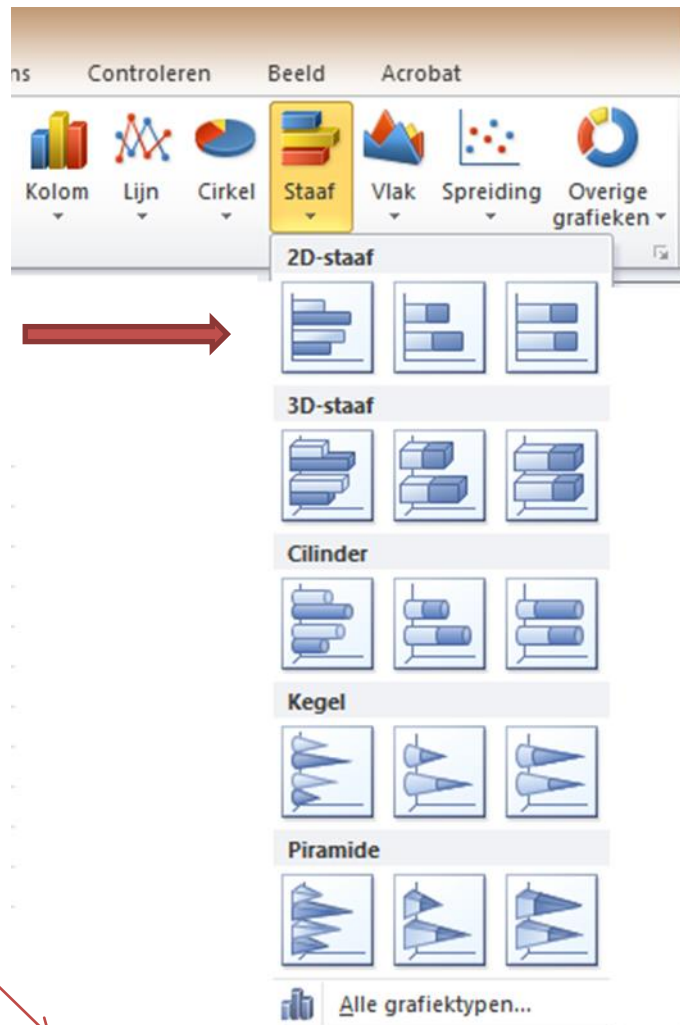 ns Controleren Beeld Acrobat
Kolom Lijn Cirkel Staaf Vlak Spreiding Overige
grafieken
2D-staaf
3D-staaf
Cilinder
Kegel
Piramide
Alle grafiektypen...